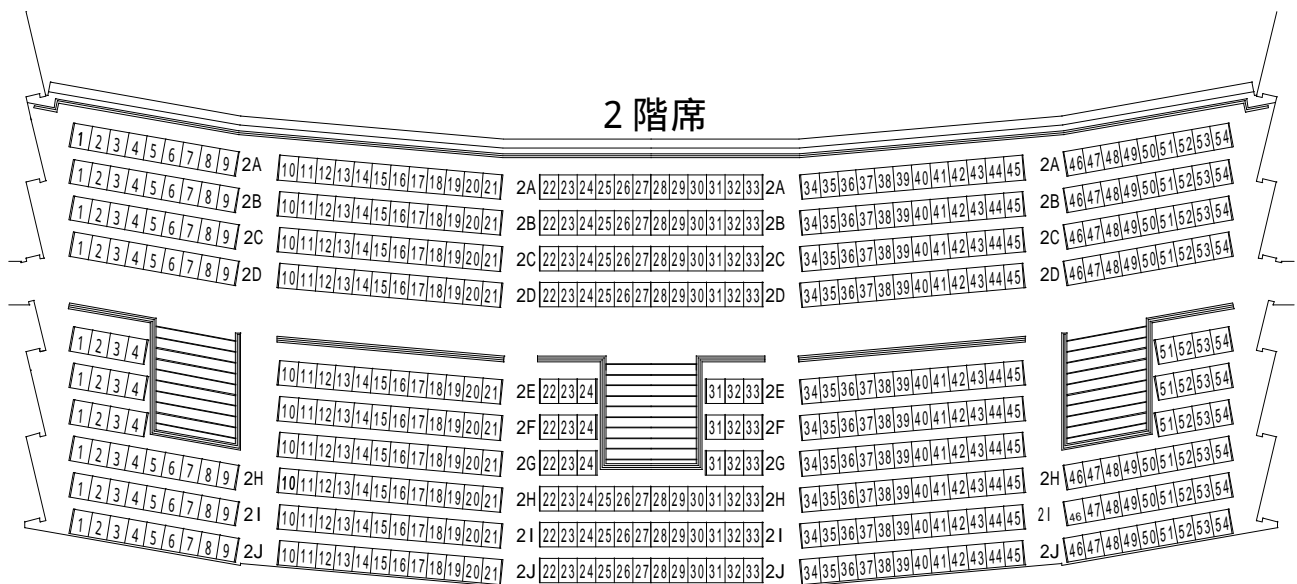 2 階席
1 2 3 4 5 6 7 8 9 2A 10 11 12 13 14 15 16 17 18 19 20 21 2A 22 23 24 25 26 27 28 29 30 31 32 33 2A 34 35 36 37 38 39 40 41 42 43 44 45 2A 46 47 48 49 50 51 52 53 54
1 2 3 4 5 6 7 8 9 2B 10 11 12 13 14 15 16 17 18 19 20 21 2B 22 23 24 25 26 27 28 29 30 31 32 33 2B 34 35 36 37 38 39 40 41 42 43 44 45 2B 46 47 48 49 50 51 52 53 54
1 2 3 4 5 6 7 8 9 2C 10 11 12 13 14 15 16 17 18 19 20 21 2C 22 23 24 25 26 27 28 29 30 31 32 33 2C 34 35 36 37 38 39 40 41 42 43 44 45 2C 46 47 48 49 50 51 52 53 54
1 2 3 4 5 6 7 8 9 2D 10 11 12 13 14 15 16 17 18 19 20 21 2D 22 23 24 25 26 27 28 29 30 31 32 33 2D 34 35 36 37 38 39 40 41 42 43 44 45 2D 46 47 48 49 50 51 52 53 54
1 2 3 4 10 11 12 13 14 15 16 17 18 19 20 21 2E 22 23 24 31 32 33 2E 34 35 36 37 38 39 40 41 42 43 44 45 51 52 53 54
1 2 3 4 10 11 12 13 14 15 16 17 18 19 20 21 2F 22 23 24 31 32 33 2F 34 35 36 37 38 39 40 41 42 43 44 45 51 52 53 54
1 2 3 4 10 11 12 13 14 15 16 17 18 19 20 21 2G 22 23 24 31 32 33 2G 34 35 36 37 38 39 40 41 42 43 44 45 51 52 53 54
1 2 3 4 5 6 7 8 9 2H 10 11 12 13 14 15 16 17 18 19 20 21 2H 22 23 24 25 26 27 28 29 30 31 32 33 2H 34 35 36 37 38 39 40 41 42 43 44 45 2H 46 47 48 49 50 51 52 53 54
1 2 3 4 5 6 7 8 9 2I 10 11 12 13 14 15 16 17 18 19 20 21 2I 22 23 24 25 26 27 28 29 30 31 32 33 2I 34 35 36 37 38 39 40 41 42 43 44 45 2I 46 47 48 49 50 51 52 53 54
1 2 3 4 5 6 7 8 9 2J 10 11 12 13 14 15 16 17 18 19 20 21 2J 22 23 24 25 26 27 28 29 30 31 32 33 2J 34 35 36 37 38 39 40 41 42 43 44 45 2J 46 47 48 49 50 51 52 53 54